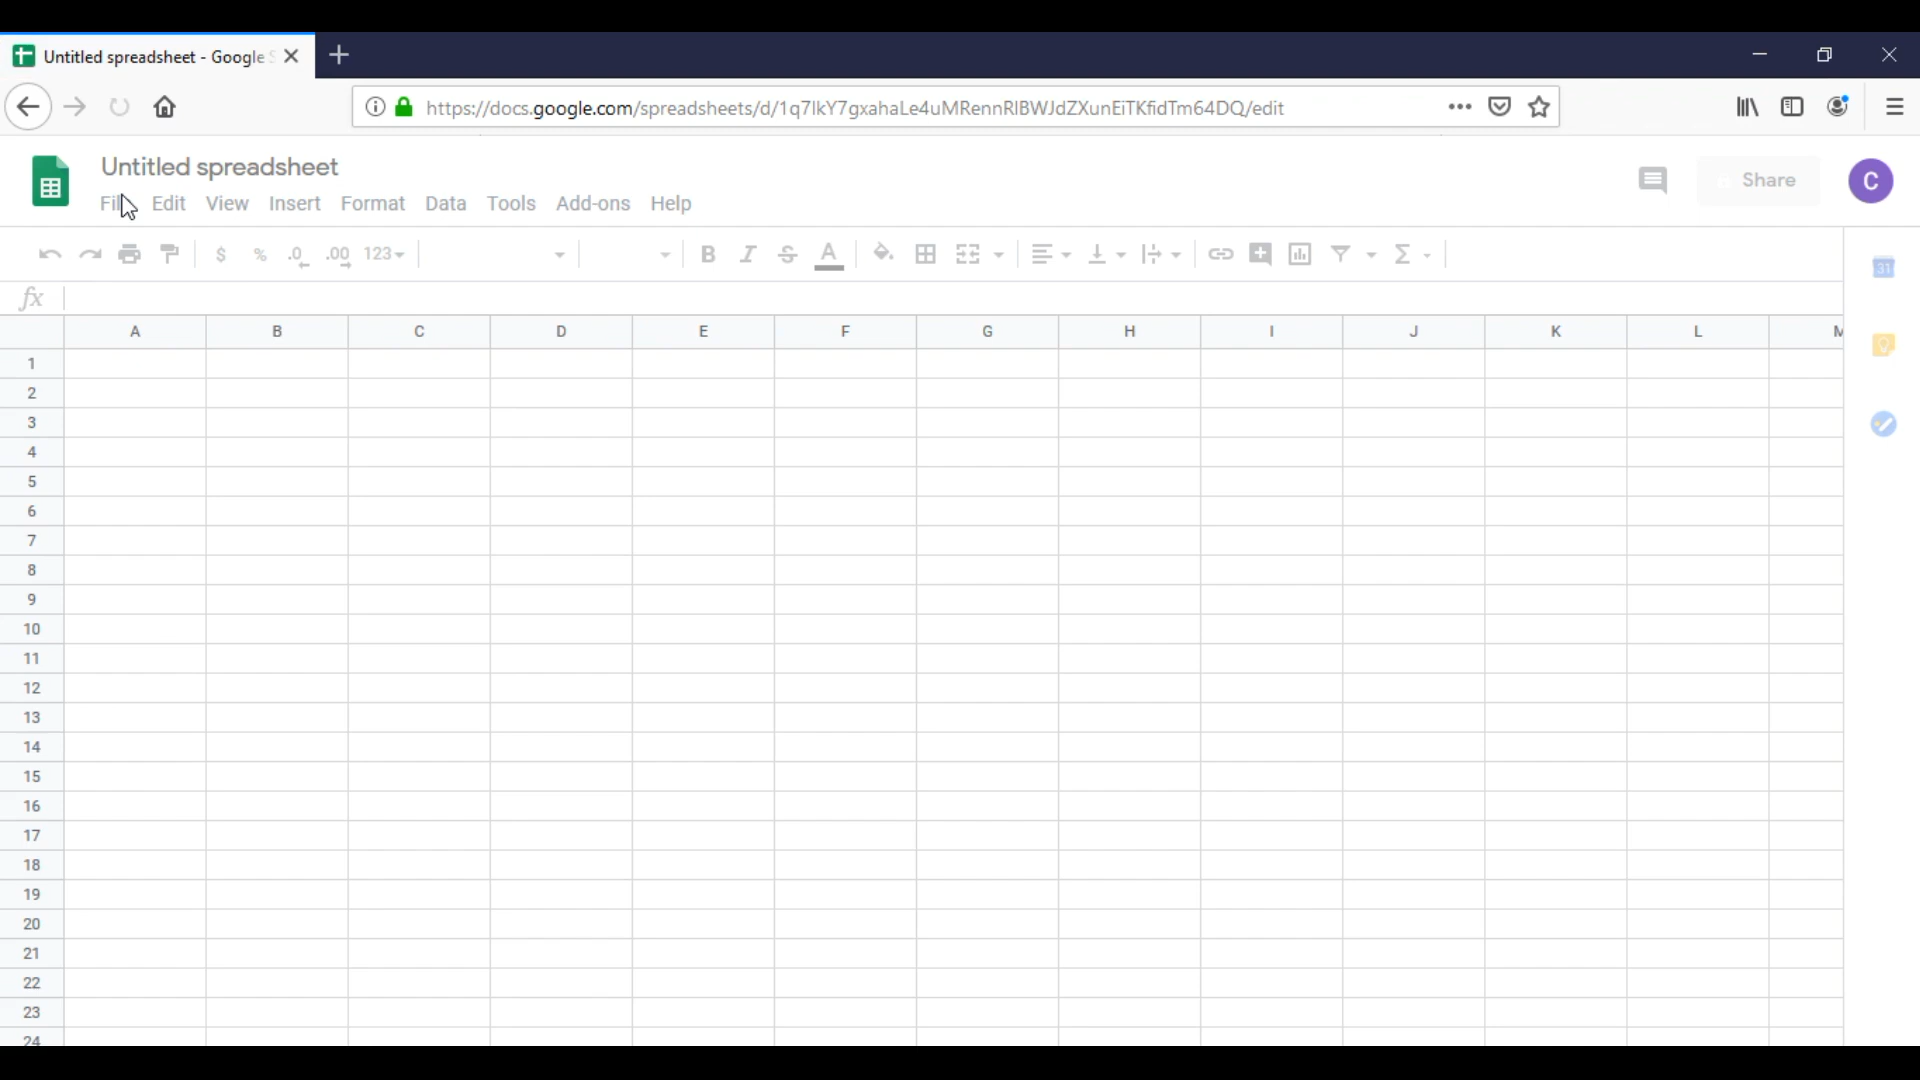 Untitled spreadsheet - Google
https://docs.google.com/spreadsheets/d/1q7lkY7gxahaLe4uMRennRlBWJdZXunEiTKfidTm64DQ/edit
Untitled spreadsheet
Edit View Insert Format Data Tools Add-ons Help
Share
C
$ % .0 .00 123
B I S A
Σ
31
fx
A B C D E F G H I J K L
1
2
3
4
5
6
7
8
9
10
11
12
13
14
15
16
17
18
19
20
21
22
23
24